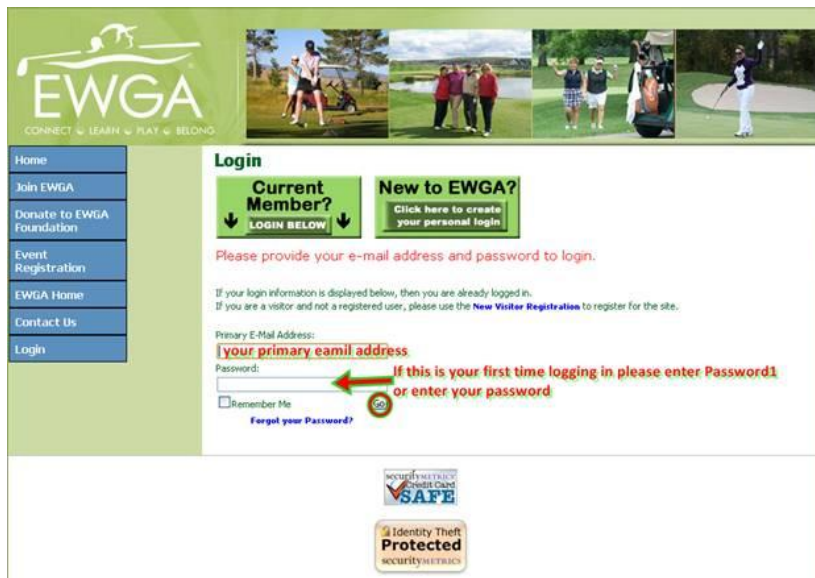 EWGA
CONNECT LEARN PLAY BELONG
Home
Join EWGA
Donate to EWGA
Foundation
Event
Registration
EWGA Home
Contact Us
Login
Login
Current
Member?
LOGIN BELOW
New to EWGA?
Click here to create
your personal login
Please provide your e-mail address and password to login.
If your login information is displayed below, then you are already logged in.
If you are a visitor and not a registered user, please use the New Visitor Registration to register for the site.
Primary E-Mail Address:
your primary eamil address
Password:
If this is your first time logging in please enter Password1
or enter your password
Remember Me
Go
Forgot your Password?
SECURITYMETRICS
Credit Card
SAFE
Identity Theft
Protected
SECURITYMETRICS